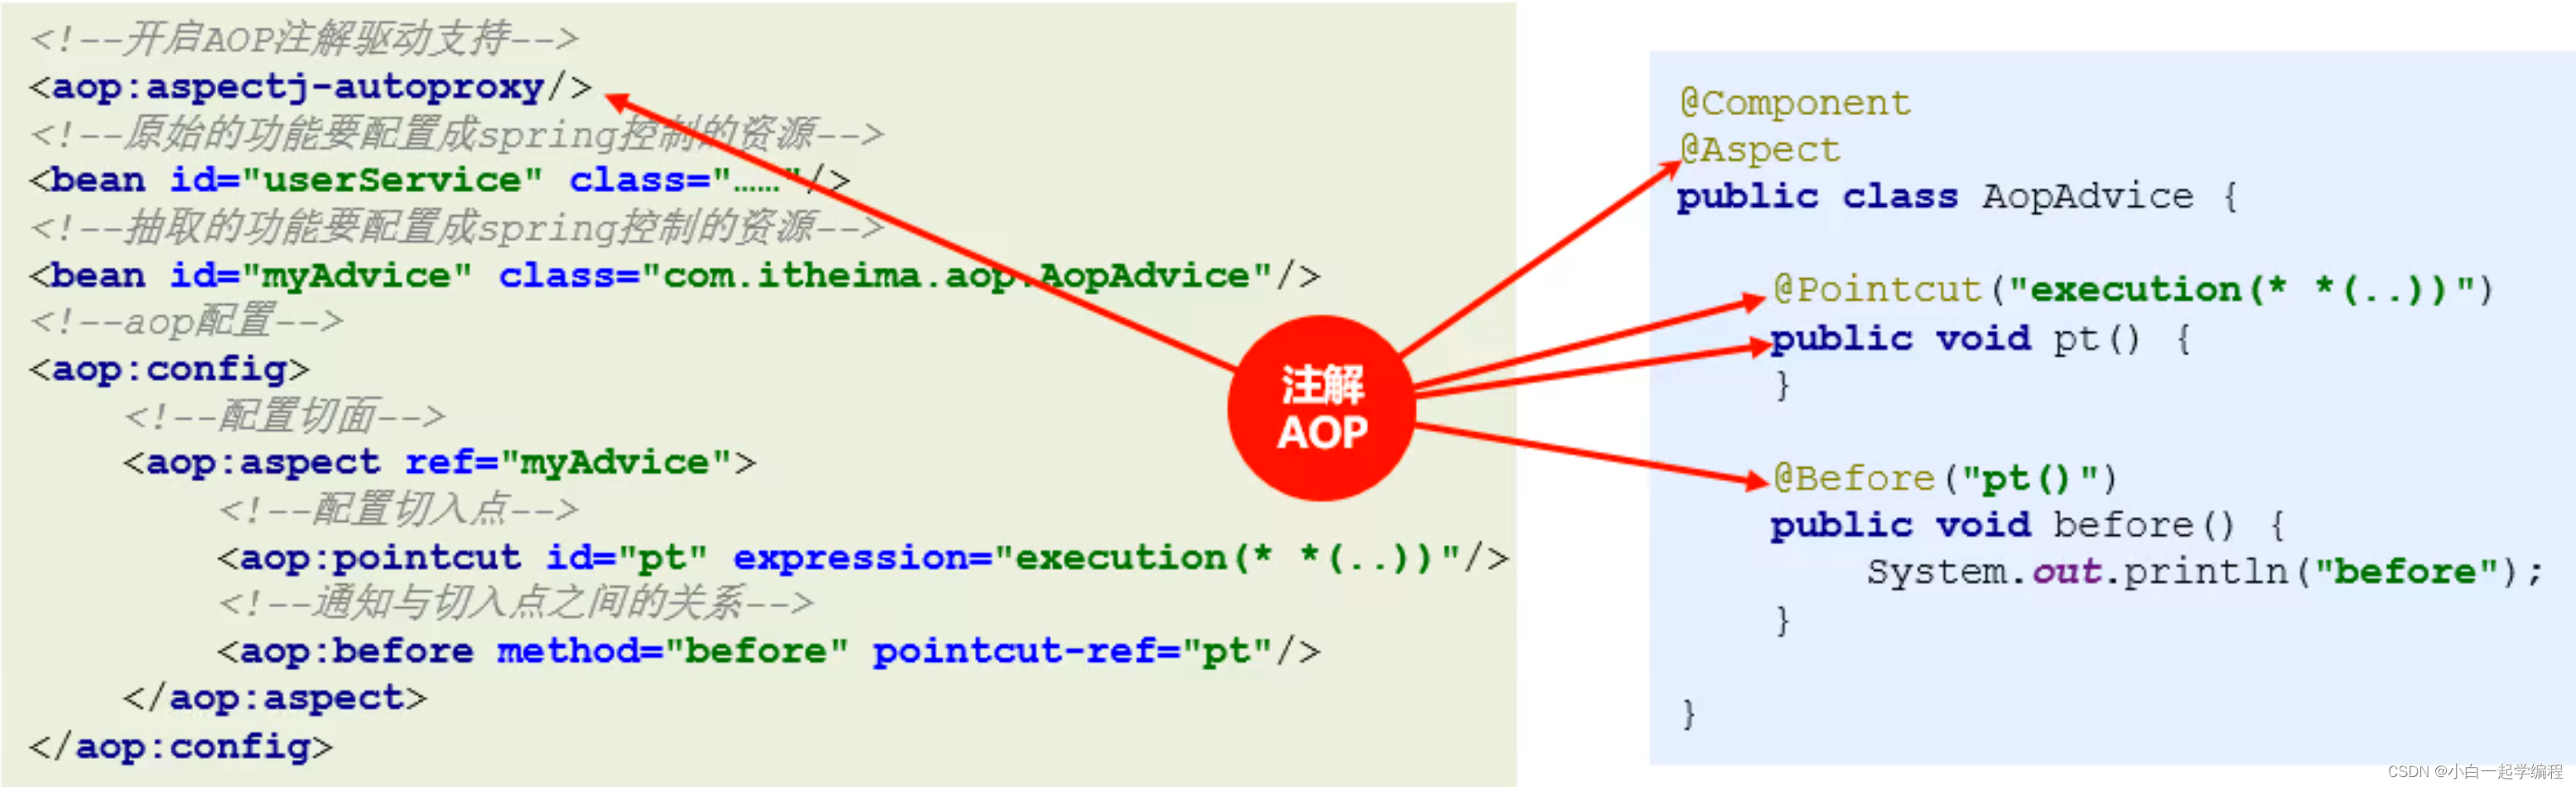 <!--开启AOP注解驱动支持-->
<aop:aspectj-autoproxy/>
<!--原始的功能要配置成spring控制的资源-->
<bean id="userService" class="……"/>
<!--抽取的功能要配置成spring控制的资源-->
<bean id="myAdvice" class="com.itheima.aop.AopAdvice"/>
<!--aop配置-->
<aop:config>
<!--配置切面-->
<aop:aspect ref="myAdvice">
<!--配置切入点-->
<aop:pointcut id="pt" expression="execution(* *(..))"/>
<!--通知与切入点之间的关系-->
<aop:before method="before" pointcut-ref="pt"/>
</aop:aspect>
</aop:config>
注解
AOP
@Component
@Aspect
public class AopAdvice {
@Pointcut("execution(* *(..))")
public void pt() {
}
@Before("pt()")
public void before() {
System.out.println("before");
}
}
CSDN @小白一起学编程